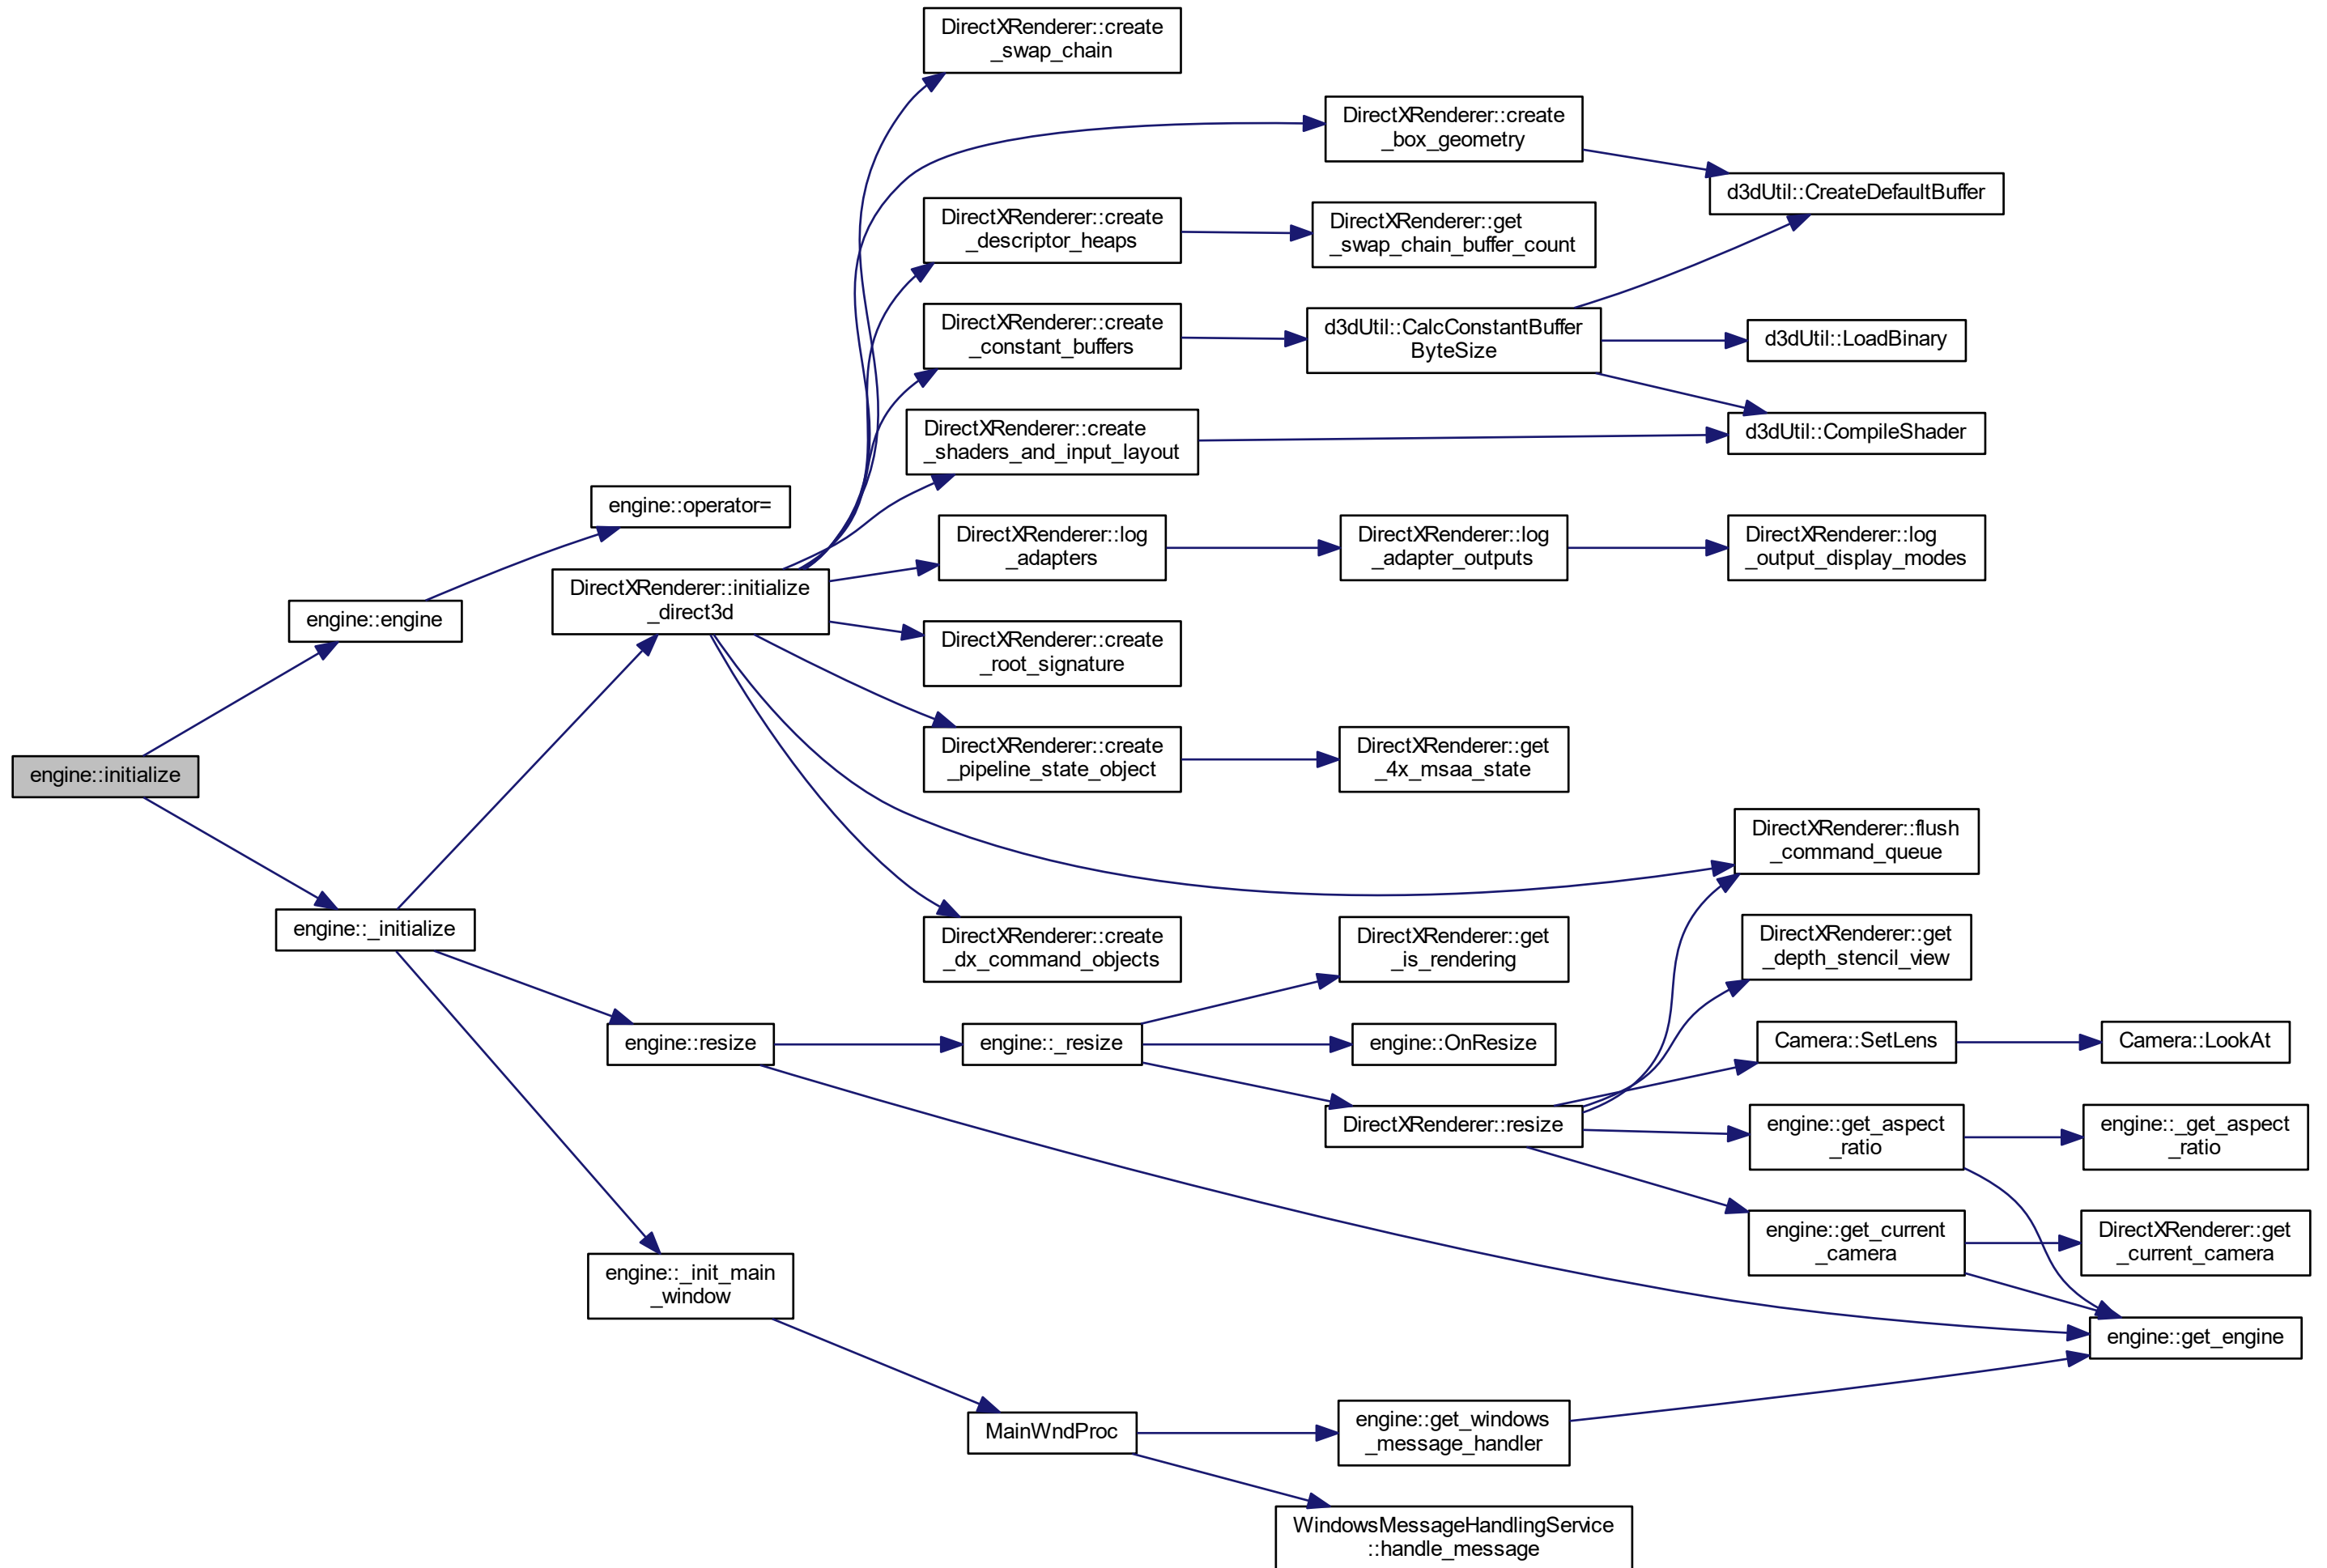 DirectXRenderer::create
_swap_chain
DirectXRenderer::create
_box_geometry
d3dUtil::CreateDefaultBuffer
DirectXRenderer::create
_descriptor_heaps
DirectXRenderer::get
_swap_chain_buffer_count
DirectXRenderer::create
_constant_buffers
d3dUtil::CalcConstantBuffer
ByteSize
d3dUtil::LoadBinary
DirectXRenderer::create
_shaders_and_input_layout
d3dUtil::CompileShader
engine::operator=
DirectXRenderer::log
_adapters
DirectXRenderer::log
_adapter_outputs
DirectXRenderer::log
_output_display_modes
DirectXRenderer::initialize
_direct3d
engine::engine
DirectXRenderer::create
_root_signature
engine::initialize
DirectXRenderer::create
_pipeline_state_object
DirectXRenderer::get
_4x_msaa_state
DirectXRenderer::flush
_command_queue
engine::_initialize
DirectXRenderer::create
_dx_command_objects
DirectXRenderer::get
_is_rendering
DirectXRenderer::get
_depth_stencil_view
engine::resize
engine::_resize
engine::OnResize
Camera::SetLens
Camera::LookAt
DirectXRenderer::resize
engine::get_aspect
_ratio
engine::_get_aspect
_ratio
engine::get_current
_camera
DirectXRenderer::get
_current_camera
engine::_init_main
_window
engine::get_engine
MainWndProc
engine::get_windows
_message_handler
WindowsMessageHandlingService
::handle_message